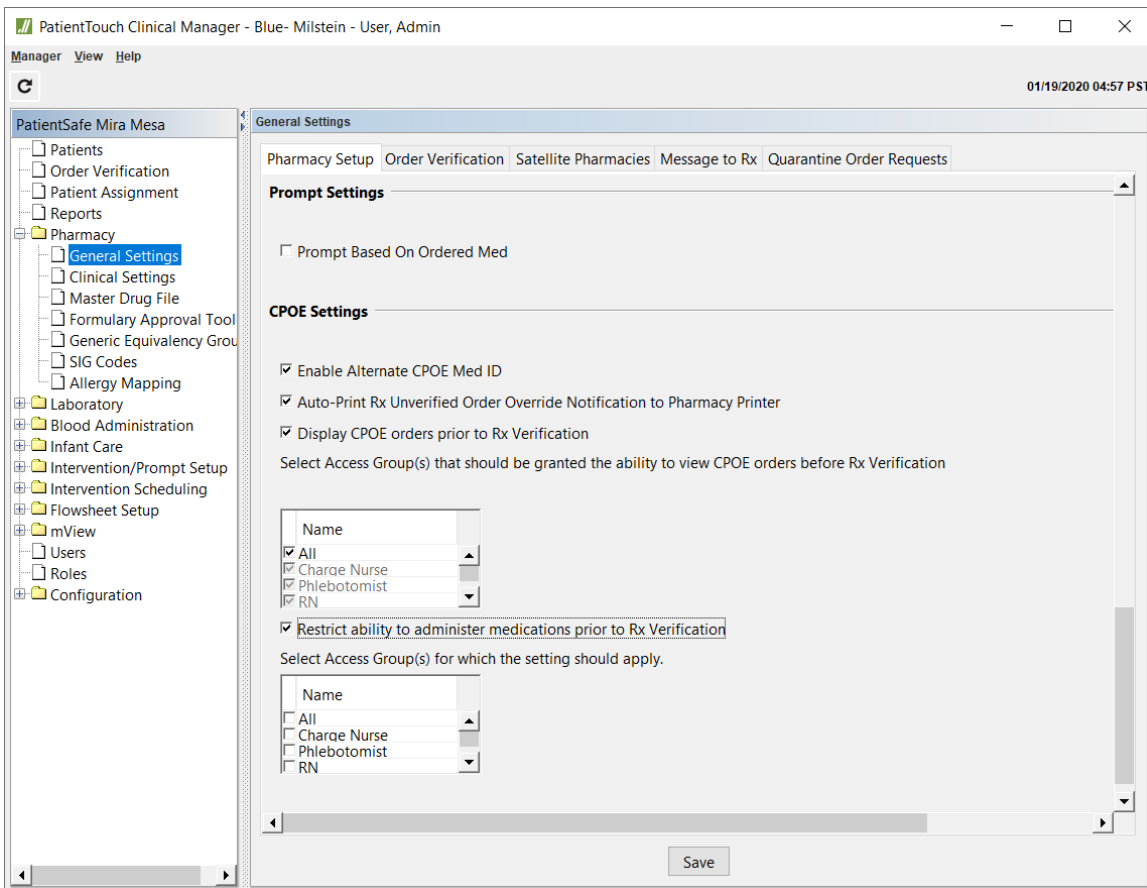 PatientTouch Clinical Manager - Blue- Milstein - User, Admin
Manager View Help
01/19/2020 04:57 PST
PatientSafe Mira Mesa
Patients
Order Verification
Patient Assignment
Reports
Pharmacy
General Settings
Clinical Settings
Master Drug File
Formulary Approval Tool
Generic Equivalency Grou
SIG Codes
Allergy Mapping
Laboratory
Blood Administration
Infant Care
Intervention/Prompt Setup
Intervention Scheduling
Flowsheet Setup
mView
Users
Roles
Configuration
General Settings
Pharmacy Setup Order Verification Satellite Pharmacies Message to Rx Quarantine Order Requests
Prompt Settings
Prompt Based On Ordered Med
CPOE Settings
Enable Alternate CPOE Med ID
Auto-Print Rx Unverified Order Override Notification to Pharmacy Printer
Display CPOE orders prior to Rx Verification
Select Access Group(s) that should be granted the ability to view CPOE orders before Rx Verification
Name
All
Charge Nurse
Phlebotomist
RN
Restrict ability to administer medications prior to Rx Verification
Select Access Group(s) for which the setting should apply.
Name
All
Charge Nurse
Phlebotomist
RN
Save